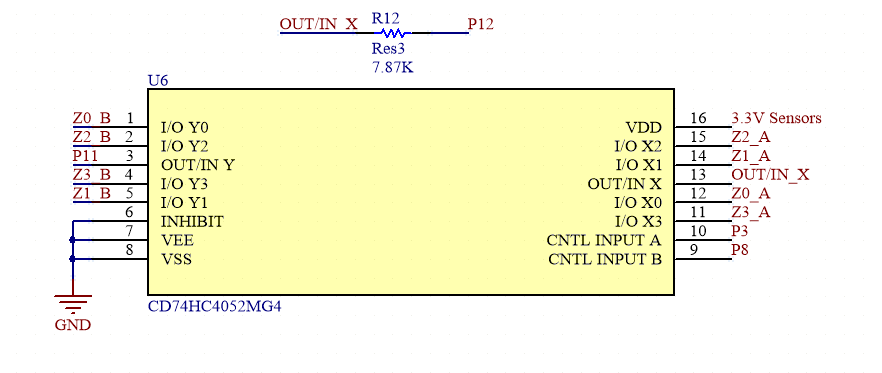 OUT/IN_X R12 P12
Res3
7.87K
U6
Z0_B 1 I/O Y0 VDD 16 3.3V Sensors
Z2_B 2 I/O Y2 I/O X2 15 Z2_A
P11 3 OUT/IN Y I/O X1 14 Z1_A
Z3_B 4 I/O Y3 OUT/IN X 13 OUT/IN_X
Z1_B 5 I/O Y1 I/O X0 12 Z0_A
6 INHIBIT I/O X3 11 Z3_A
7 VEE CNTL INPUT A 10 P3
8 VSS CNTL INPUT B 9 P8
CD74HC4052MG4
GND